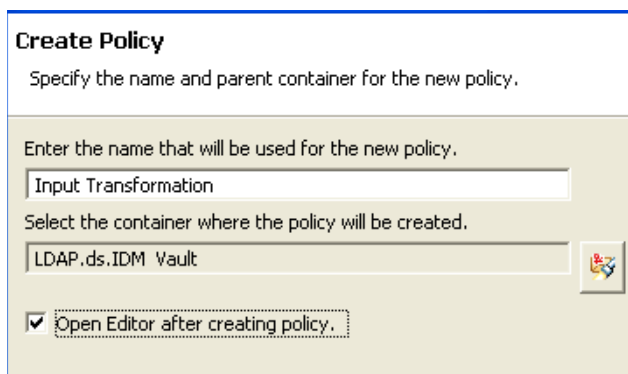 Create Policy
Specify the name and parent container for the new policy.
Enter the name that will be used for the new policy.
Input Transformation
Select the container where the policy will be created.
LDAP.ds.IDM Vault
Open Editor after creating policy.